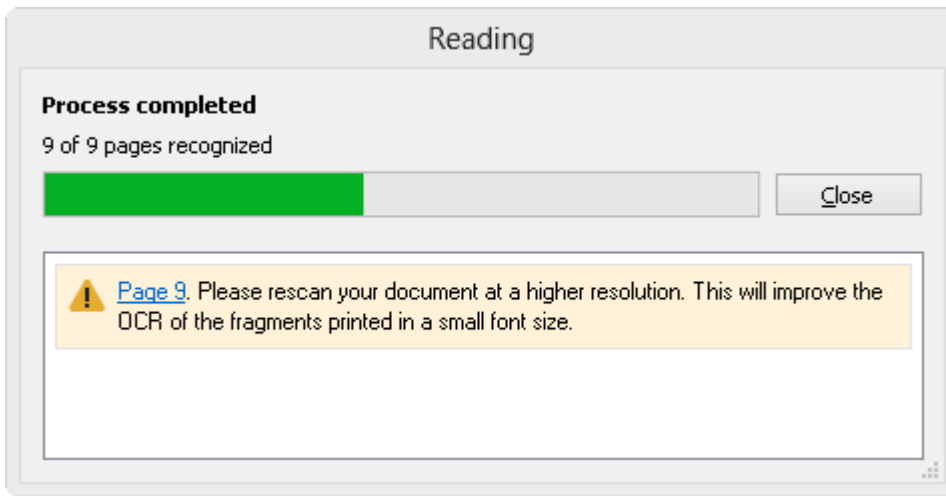 Reading
Process completed
9 of 9 pages recognized
Close
Page 9. Please rescan your document at a higher resolution. This will improve the
OCR of the fragments printed in a small font size.